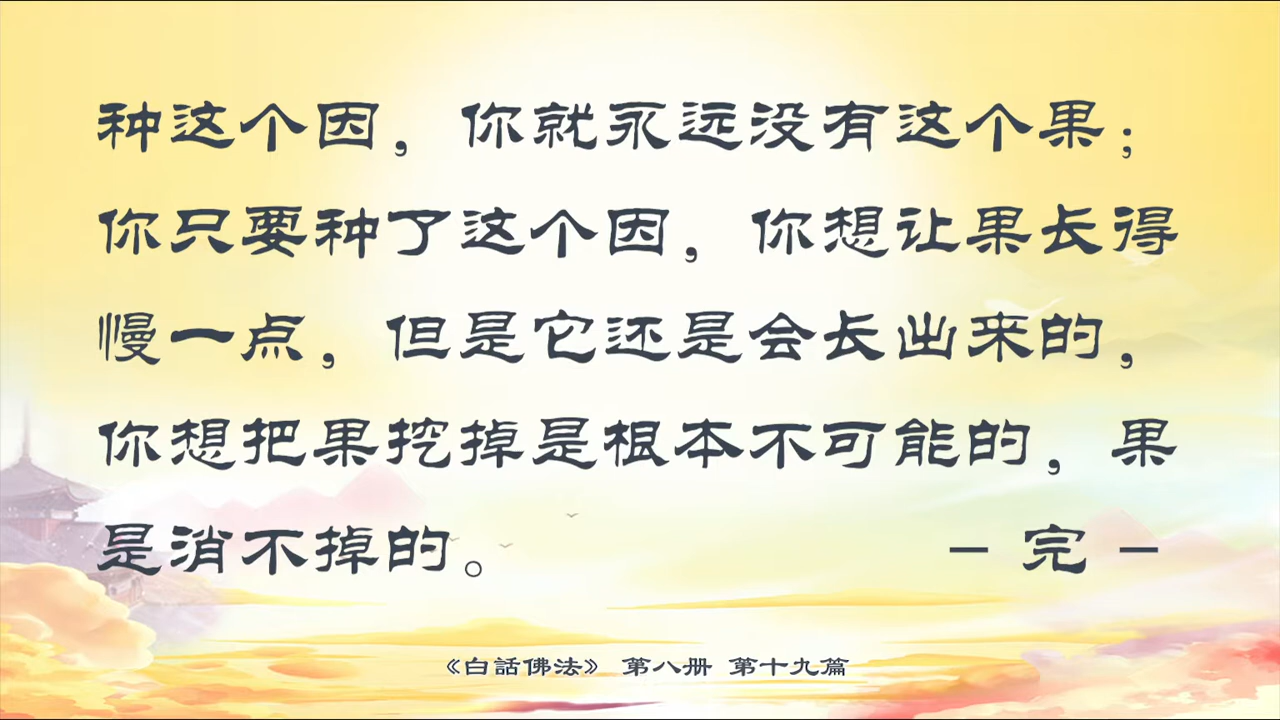 种这个因，你就永远没有这个果；
你只要种了这个因，你想让果长得
慢一点，但是它还是会长出来的，
你想把果挖掉是根本不可能的，果
是消不掉的。 － 完 －
《白話佛法》 第八册 第十九篇